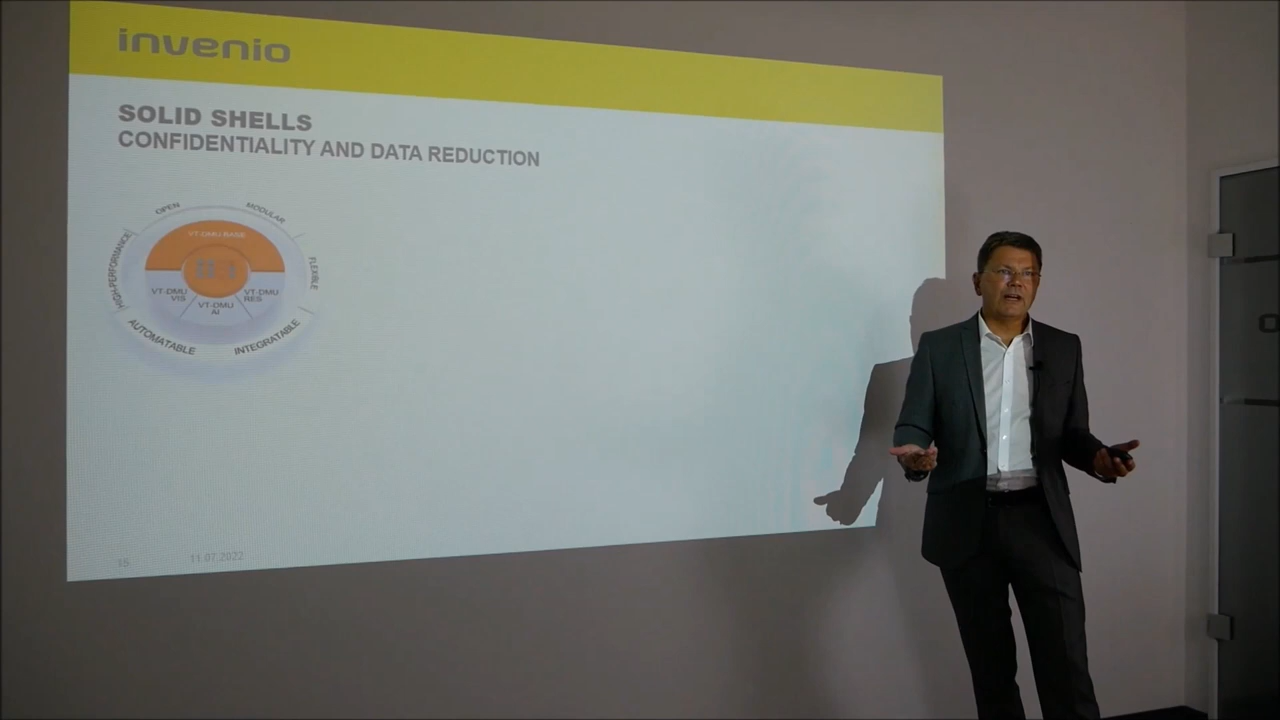 invenio
SOLID SHELLS
CONFIDENTIALITY AND DATA REDUCTION
OPEN
MODULAR
HIGH-PERFORMANCE
FLEXIBLE
VT-DMU BASE
VT-DMU
VIS
VT-DMU
AI
VT-DMU
RES
AUTOMATABLE
INTEGRATABLE
15
11.07.2022